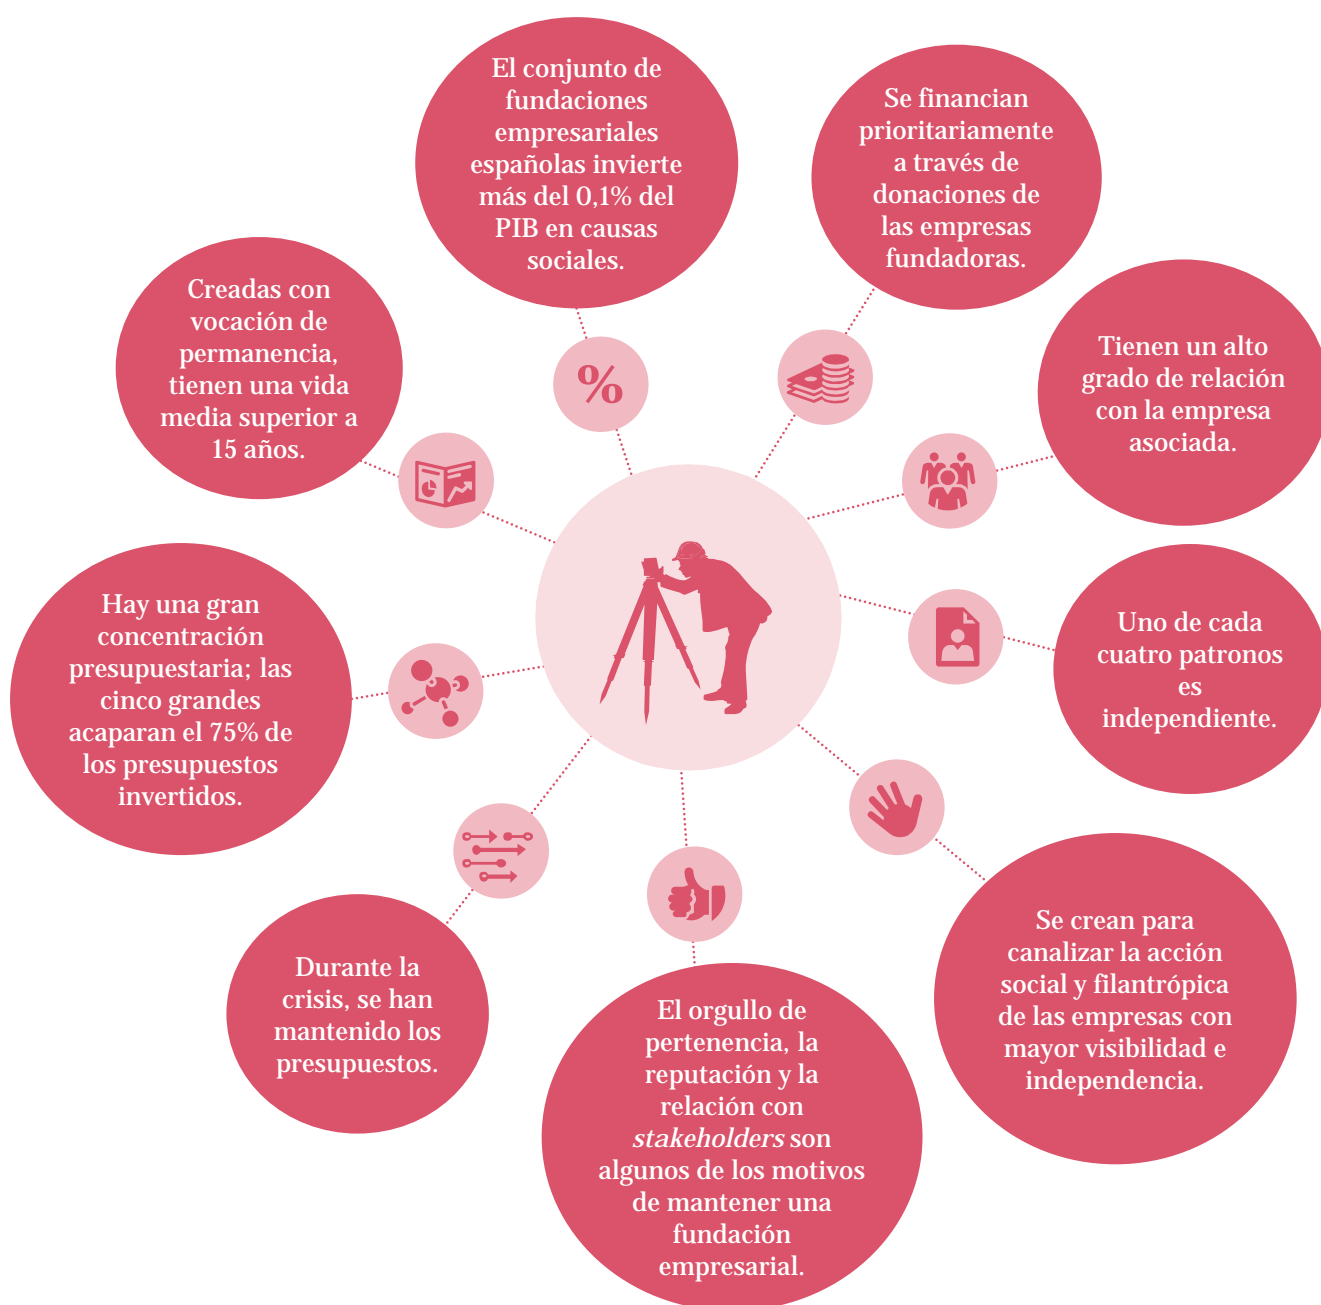 El conjunto de
fundaciones
empresariales
españolas invierte
más del 0,1% del
PIB en causas
sociales.
Se financian
prioritariamente
a través de
donaciones de
las empresas
fundadoras.
Tienen un alto
grado de relación
con la empresa
asociada.
Uno de cada
cuatro patronos
es
independiente.
Se crean para
canalizar la acción
social y filantrópica
de las empresas con
mayor visibilidad e
independencia.
El orgullo de
pertenencia, la
reputación y la
relación con
stakeholders son
algunos de los motivos
de mantener una
fundación
empresarial.
Durante la
crisis, se han
mantenido los
presupuestos.
Hay una gran
concentración
presupuestaria; las
cinco grandes
acaparan el 75% de
los presupuestos
invertidos.
Creadas con
vocación de
permanencia,
tienen una vida
media superior a
15 años.
%